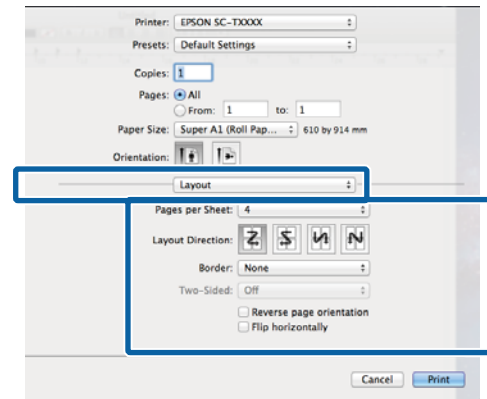 Printer: EPSON SC-TXXXX
Presets: Default Settings
Copies: 1
Pages: All
From: 1 to: 1
Paper Size: Super A1 (Roll Pap... 610 by 914 mm
Orientation:
Layout
Pages per Sheet: 4
Layout Direction:
Border: None
Two-Sided: Off
Reverse page orientation
Flip horizontally
Cancel Print